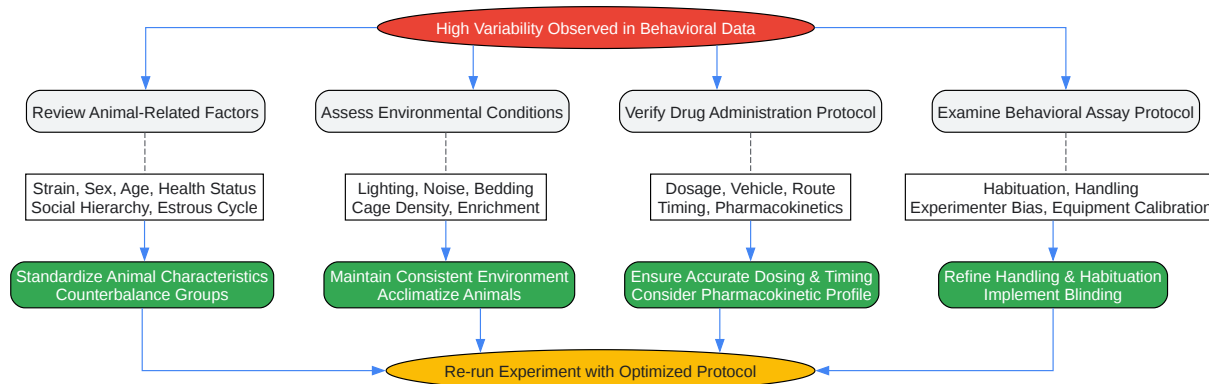 High Variability Observed in Behavioral Data
Review Animal-Related Factors
Assess Environmental Conditions
Verify Drug Administration Protocol
Examine Behavioral Assay Protocol
Strain, Sex, Age, Health Status
Social Hierarchy, Estrous Cycle
Lighting, Noise, Bedding
Cage Density, Enrichment
Dosage, Vehicle, Route
Timing, Pharmacokinetics
Habituation, Handling
Experimenter Bias, Equipment Calibration
Standardize Animal Characteristics
Counterbalance Groups
Maintain Consistent Environment
Acclimatize Animals
Ensure Accurate Dosing & Timing
Consider Pharmacokinetic Profile
Refine Handling & Habituation
Implement Blinding
Re-run Experiment with Optimized Protocol